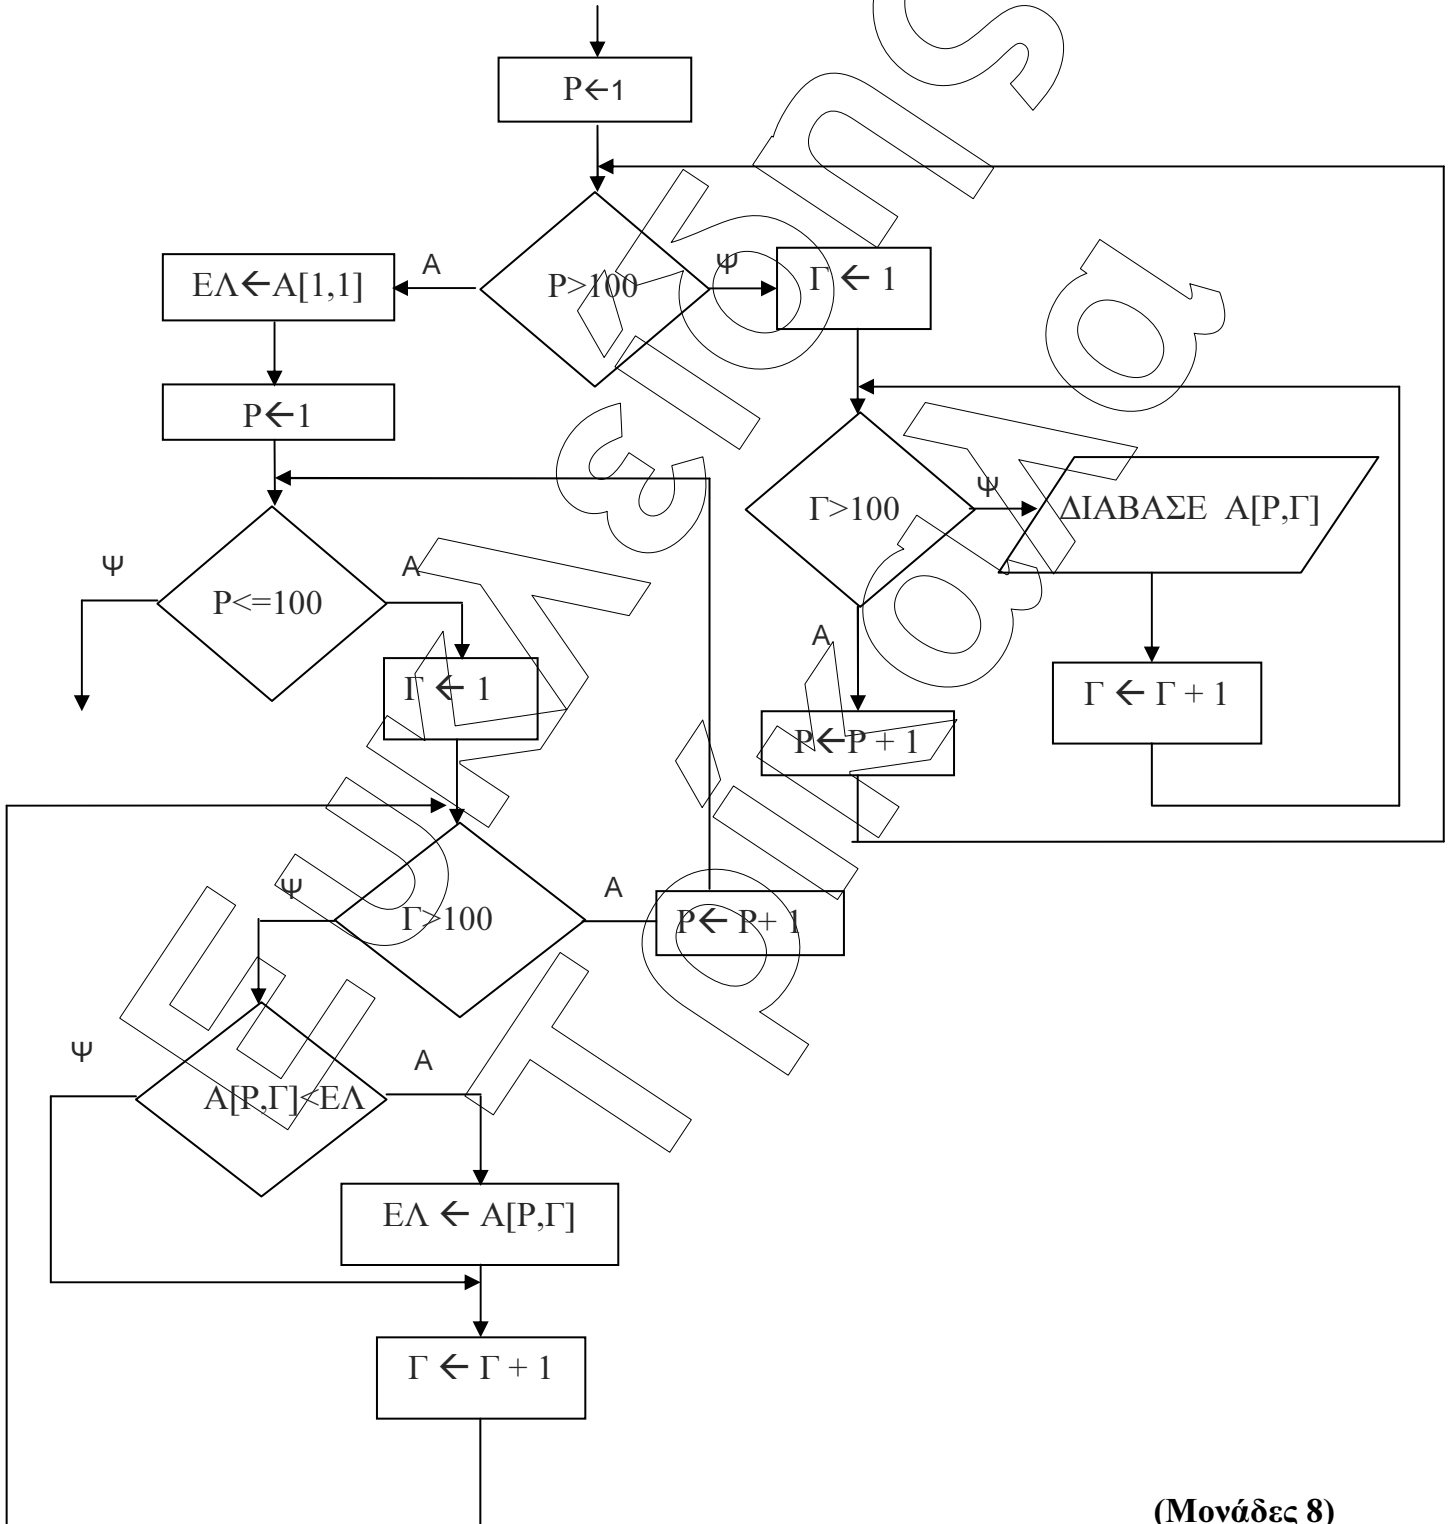 Ρ←1
Ρ>100
Α
Ψ
ΕΛ←Α[1,1]
Γ ← 1
Ρ←1
Γ>100
Ψ
ΔΙΑΒΑΣΕ Α[Ρ,Γ]
Ρ<=100
Ψ
Α
Α
Γ ← 1
Γ ← Γ + 1
Ρ←Ρ + 1
Γ>100
Ψ
Α
Ρ← Ρ+ 1
Α[Ρ,Γ]<ΕΛ
Ψ
Α
ΕΛ ← Α[Ρ,Γ]
Γ ← Γ + 1
(Μονάδες 8)